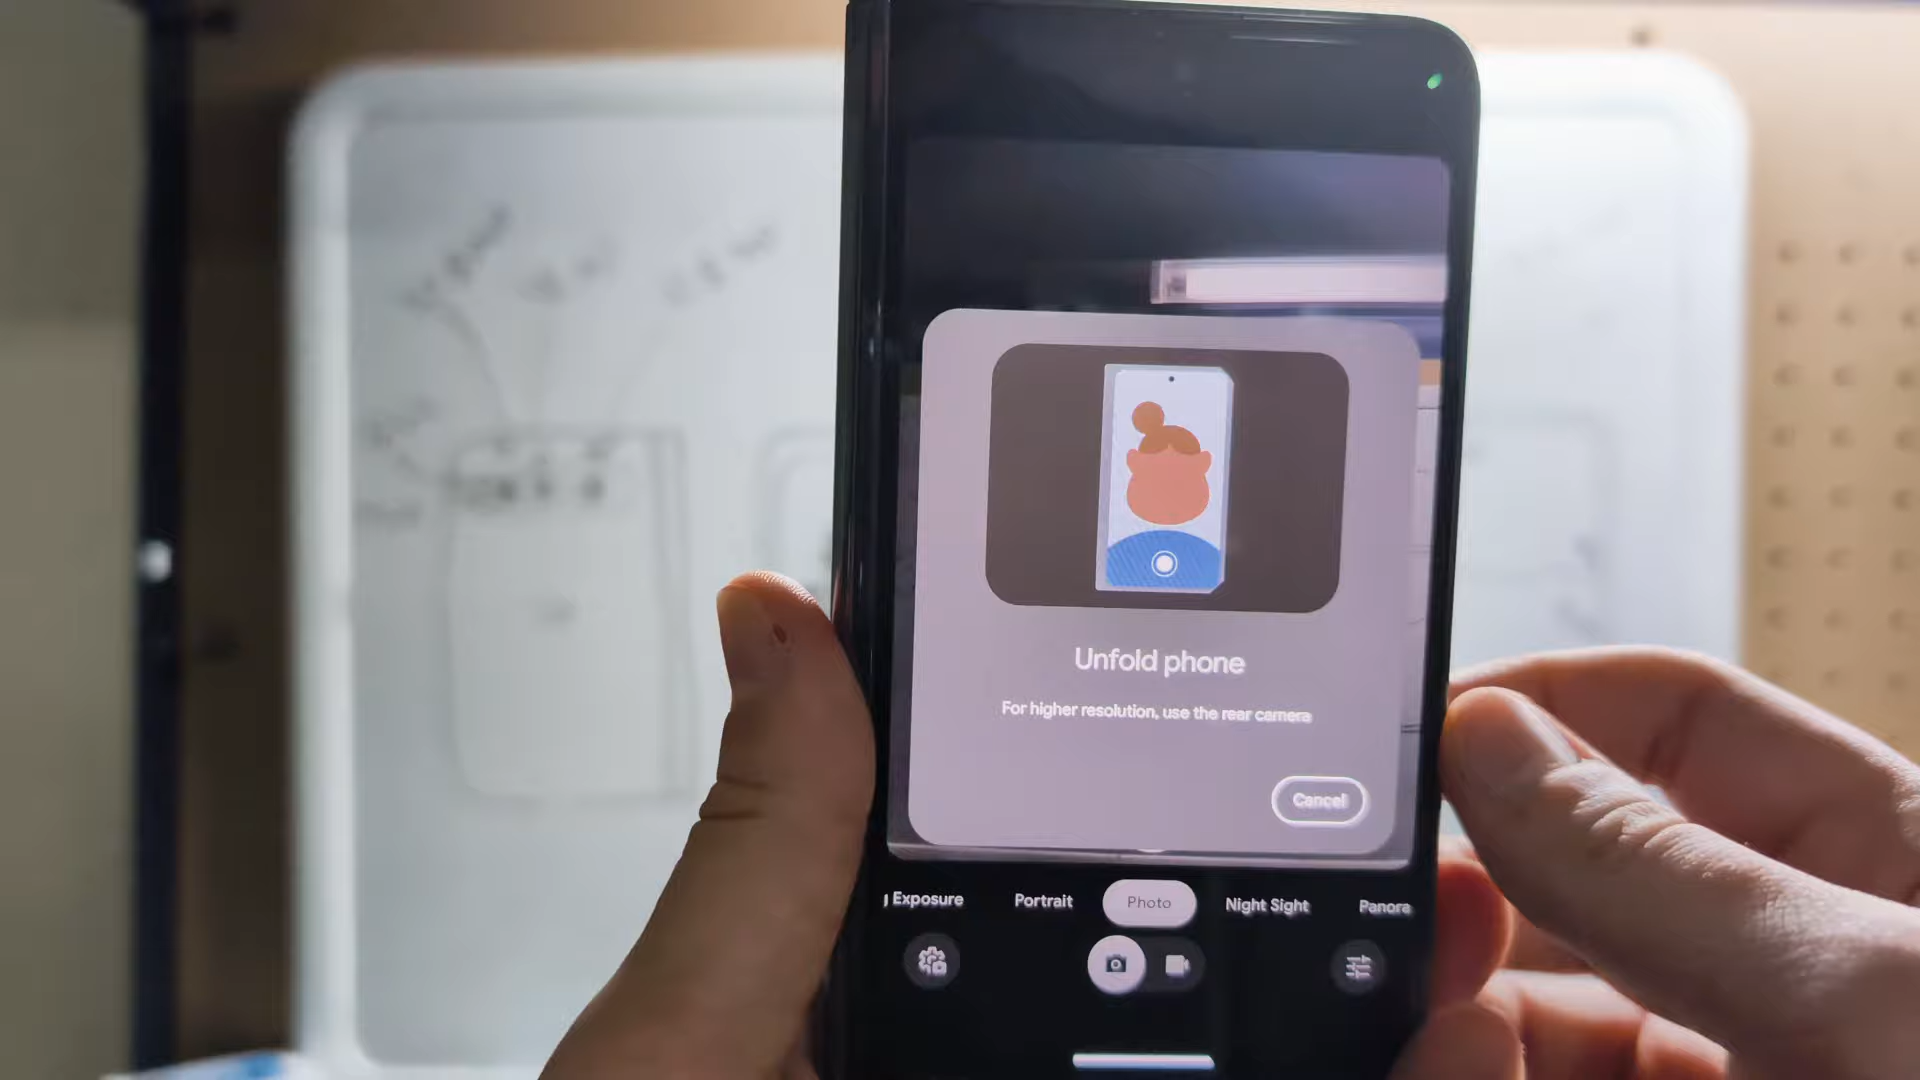 Unfold phone
For higher resolution, use the rear camera
Cancel
Exposure
Portrait
Photo
Night Sight
Panora